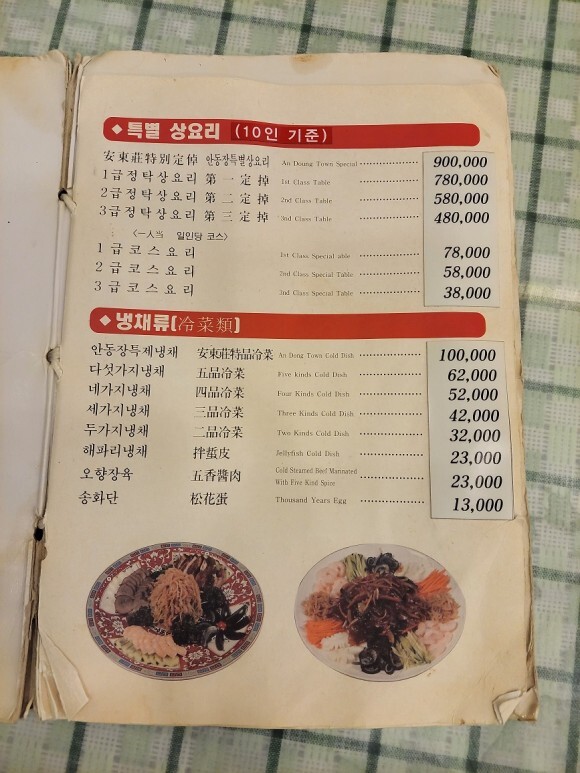 ◆ 특별 상요리 (10인 기준)
安東莊特別定倬 안동장특별상요리 An Doung Town Special 900,000
1급정탁상요리 第一定掉 1st Class Table 780,000
2급정탁상요리 第二定掉 2nd Class Table 580,000
3급정탁상요리 第三定掉 3nd Class Table 480,000
〈一人当 일인당 코스〉
1급코스요리 1st Class Special able 78,000
2급코스요리 2nd Class Special Table 58,000
3급코스요리 3nd Class Special Table 38,000
◆ 냉채류(冷菜類)
안동장특제냉채 安東莊特品冷菜 An Dong Town Cold Dish 100,000
다섯가지냉채 五品冷菜 Five kinds Cold Dish 62,000
네가지냉채 四品冷菜 Four Kinds Cold Dish 52,000
세가지냉채 三品冷菜 Three Kinds Cold Dish 42,000
두가지냉채 二品冷菜 Two Kinds Cold Dish 32,000
해파리냉채 拌蜇皮 Jellyfish Cold Dish 23,000
오향장육 五香醬肉 Cold Steamed Beef Marinated With Five Kind Spice 23,000
송화단 松花蛋 Thousand Years Egg 13,000